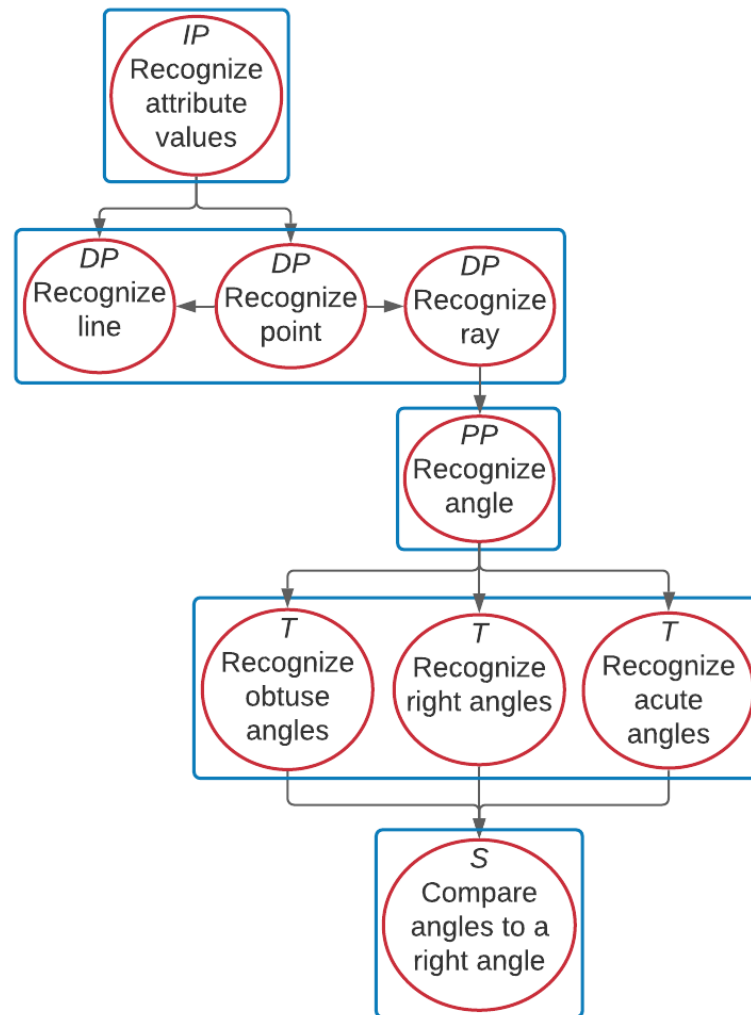 IP
Recognize
attribute
values
DP
Recognize
line
DP
Recognize
point
DP
Recognize
ray
PP
Recognize
angle
T
Recognize
obtuse
angles
T
Recognize
right angles
T
Recognize
acute
angles
S
Compare
angles to a
right angle